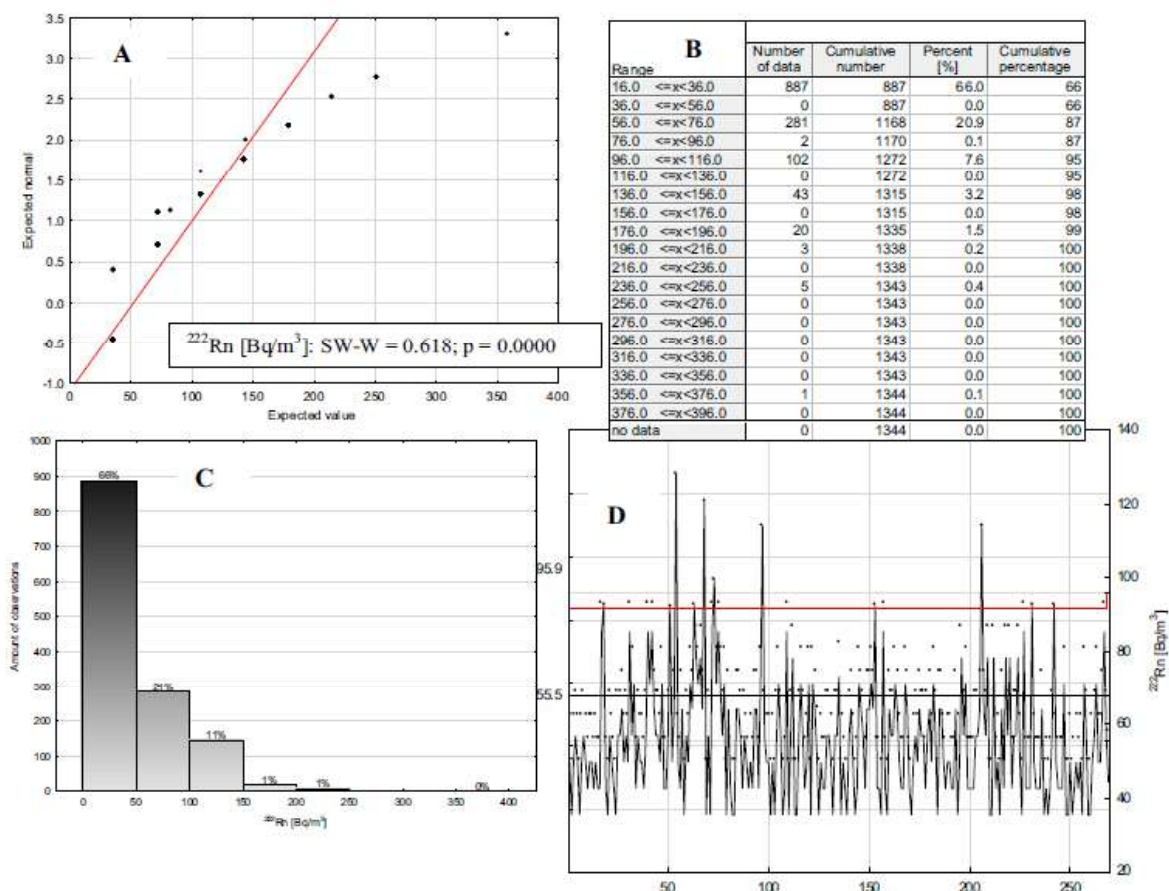 A
3.5
3.0
2.5
2.0
1.5
1.0
0.5
0.0
-0.5
-1.0
Expected normal
0 50 100 150 200 250 300 350 400
Expected value
²²²Rn [Bq/m³]: SW-W = 0.618; p = 0.0000
B
Range Number of data Cumulative number Percent [%] Cumulative percentage
16.0 <=x<36.0 887 887 66.0 66
36.0 <=x<56.0 0 887 0.0 66
56.0 <=x<76.0 281 1168 20.9 87
76.0 <=x<96.0 2 1170 0.1 87
96.0 <=x<116.0 102 1272 7.6 95
116.0 <=x<136.0 0 1272 0.0 95
136.0 <=x<156.0 43 1315 3.2 98
156.0 <=x<176.0 0 1315 0.0 98
176.0 <=x<196.0 20 1335 1.5 99
196.0 <=x<216.0 3 1338 0.2 100
216.0 <=x<236.0 0 1338 0.0 100
236.0 <=x<256.0 5 1343 0.4 100
256.0 <=x<276.0 0 1343 0.0 100
276.0 <=x<296.0 0 1343 0.0 100
296.0 <=x<316.0 0 1343 0.0 100
316.0 <=x<336.0 0 1343 0.0 100
336.0 <=x<356.0 0 1343 0.0 100
356.0 <=x<376.0 1 1344 0.1 100
376.0 <=x<396.0 0 1344 0.0 100
no data 0 1344 0.0 100
C
1000
900
800
700
600
500
400
300
200
100
0
Amount of observations
66%
21%
11%
1%
1%
0%
0 50 100 150 200 250 300 350 400
²²²Rn [Bq/m³]
D
95.9
55.5
140
120
100
80
60
40
20
²²²Rn [Bq/m³]
50 100 150 200 250